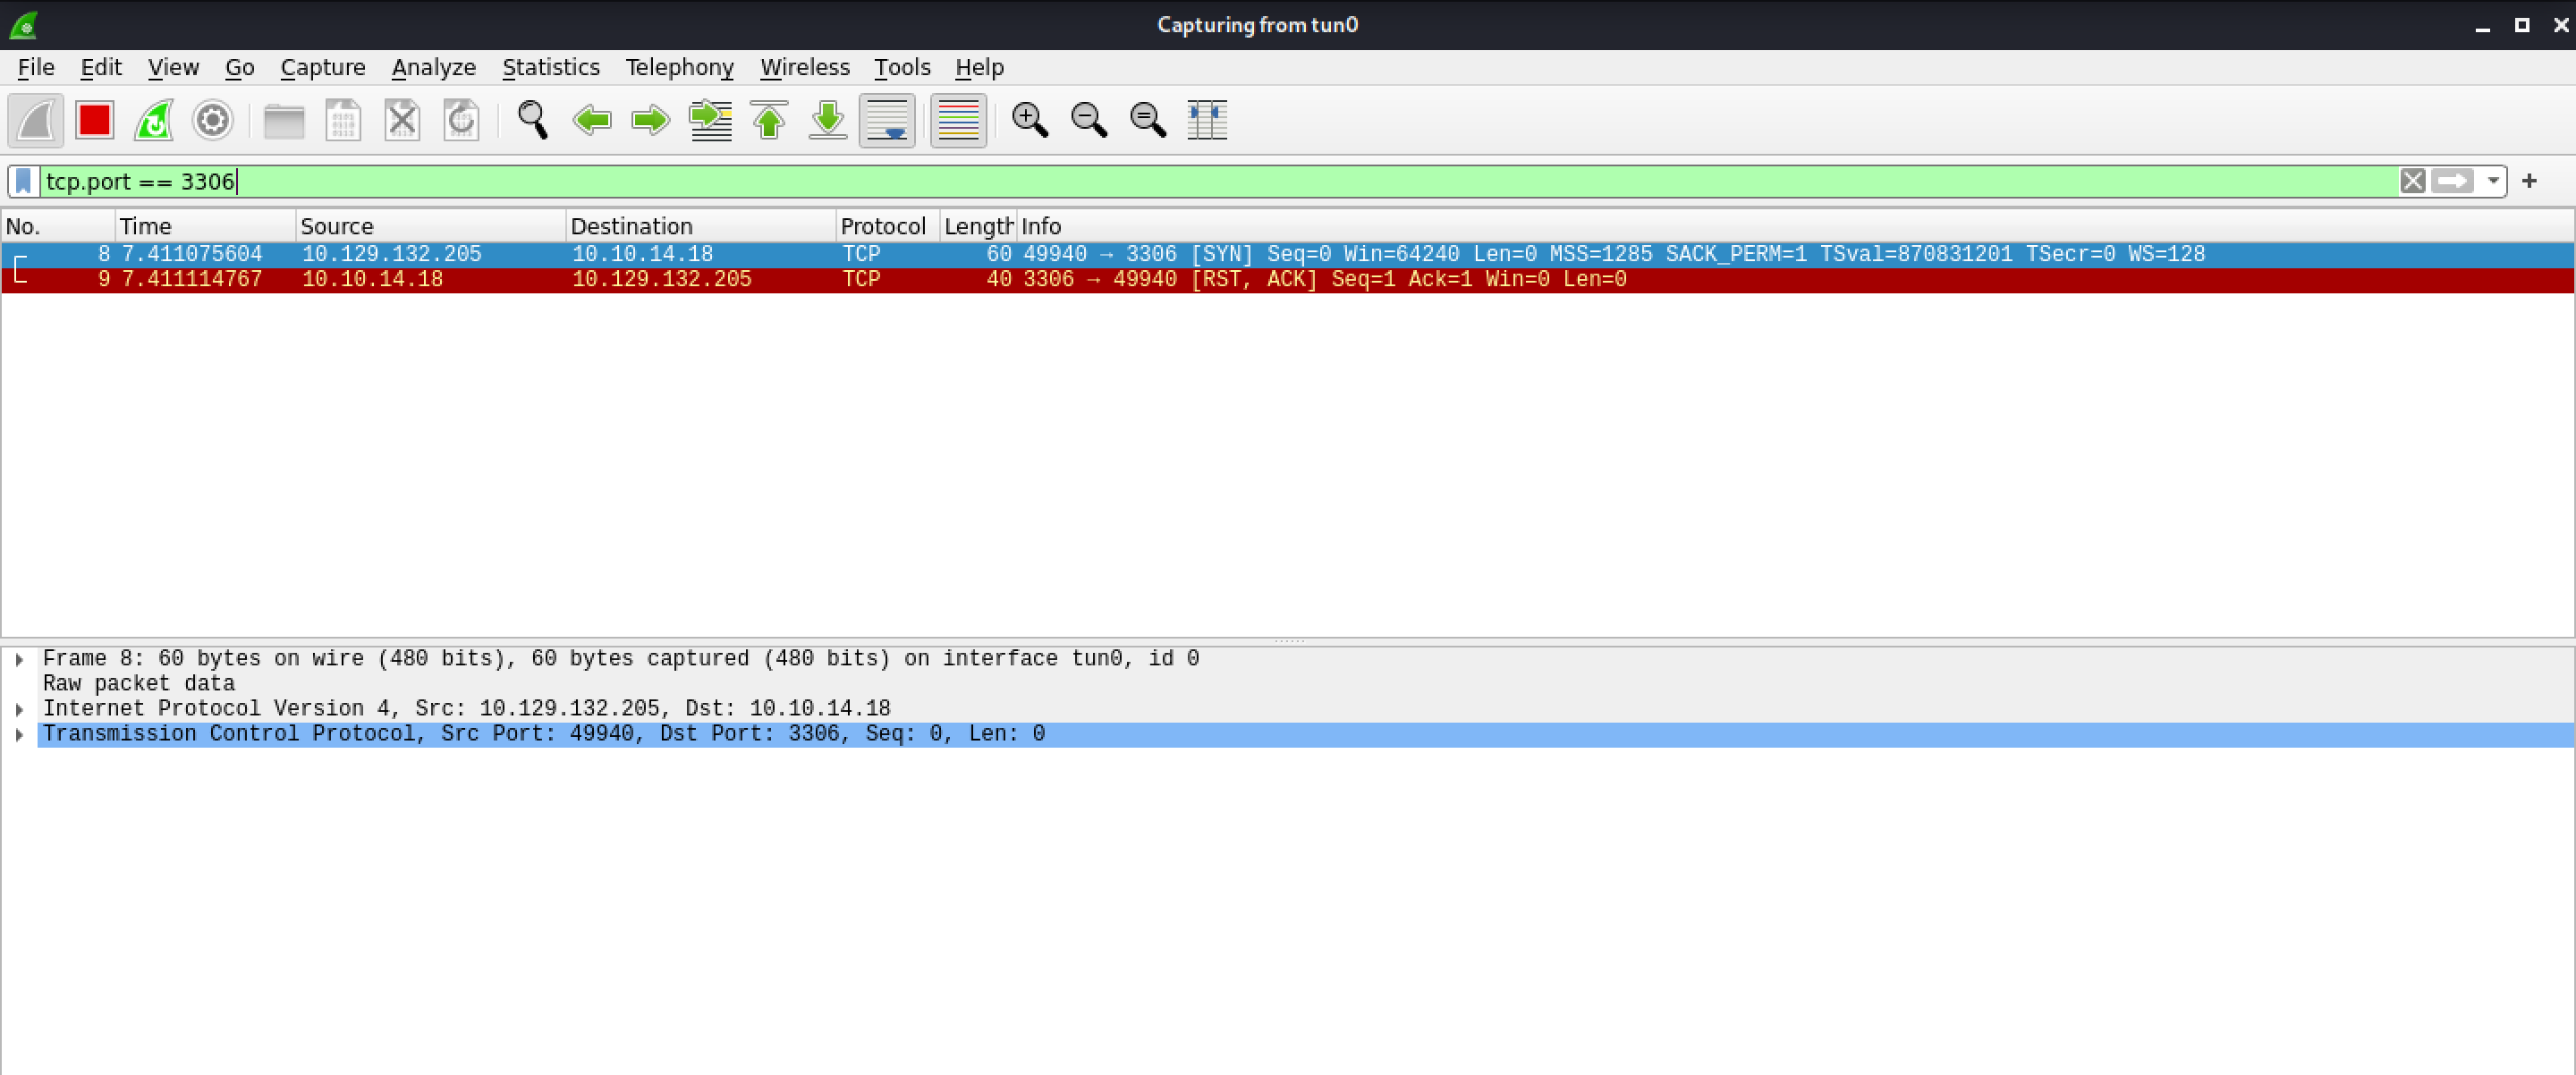 Capturing from tun0
File Edit View Go Capture Analyze Statistics Telephony Wireless Tools Help
tcp.port == 3306
No. Time Source Destination Protocol Length Info
8 7.411075604 10.129.132.205 10.10.14.18 TCP 60 49940 → 3306 [SYN] Seq=0 Win=64240 Len=0 MSS=1285 SACK_PERM=1 TSval=870831201 TSecr=0 WS=128
9 7.411114767 10.10.14.18 10.129.132.205 TCP 40 3306 → 49940 [RST, ACK] Seq=1 Ack=1 Win=0 Len=0
Frame 8: 60 bytes on wire (480 bits), 60 bytes captured (480 bits) on interface tun0, id 0
Raw packet data
Internet Protocol Version 4, Src: 10.129.132.205, Dst: 10.10.14.18
Transmission Control Protocol, Src Port: 49940, Dst Port: 3306, Seq: 0, Len: 0